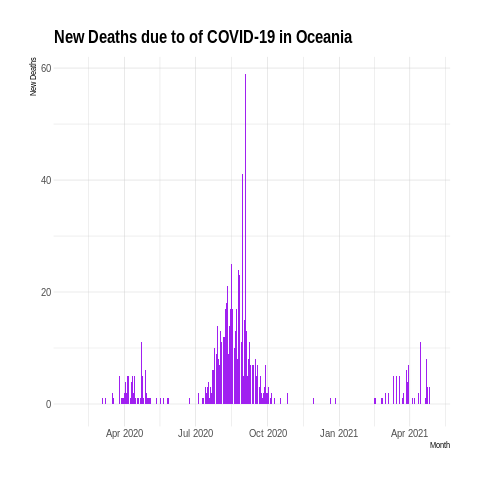 New Deaths due to of COVID-19 in Oceania
New Deaths
60
40
20
0
Apr 2020 Jul 2020 Oct 2020 Jan 2021 Apr 2021
Month